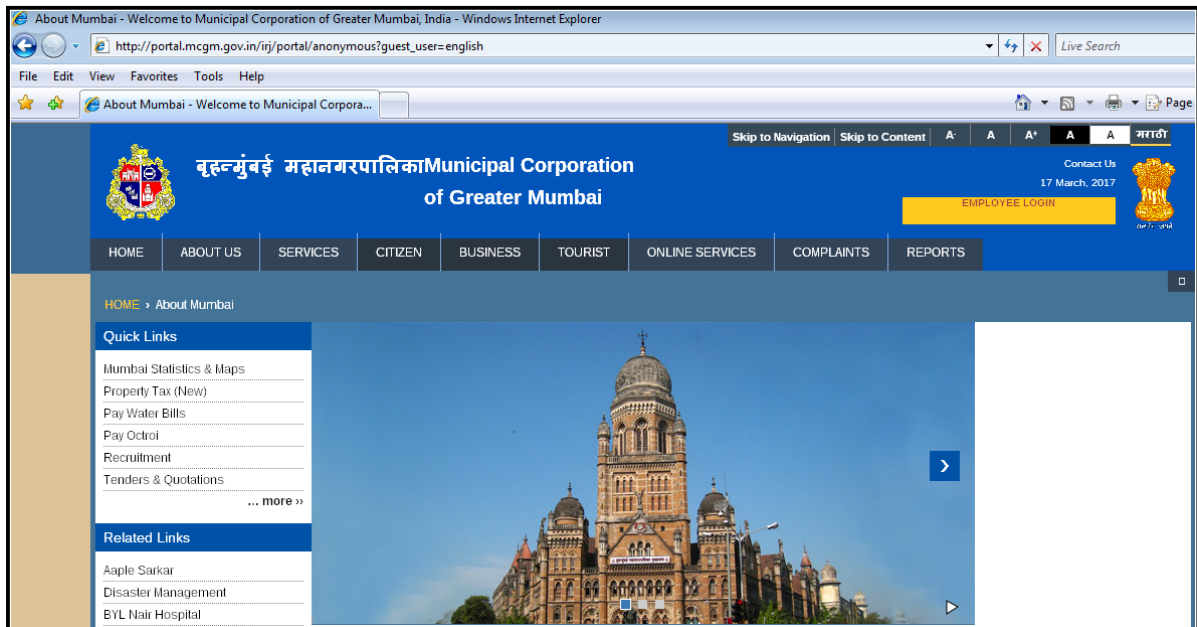 About Mumbai - Welcome to Municipal Corporation of Greater Mumbai, India - Windows Internet Explorer
http://portal.mcgm.gov.in/irj/portal/anonymous?guest_user=english
Live Search
File Edit View Favorites Tools Help
About Mumbai - Welcome to Municipal Corpora...
Page
Skip to Navigation Skip to Content A- A A+ A A मराठी
बृहन्मुंबई महानगरपालिकाMunicipal Corporation
of Greater Mumbai
Contact Us
17 March, 2017
EMPLOYEE LOGIN
HOME ABOUT US SERVICES CITIZEN BUSINESS TOURIST ONLINE SERVICES COMPLAINTS REPORTS
HOME › About Mumbai
Quick Links
Mumbai Statistics & Maps
Property Tax (New)
Pay Water Bills
Pay Octroi
Recruitment
Tenders & Quotations
... more ››
Related Links
Aaple Sarkar
Disaster Management
BYL Nair Hospital